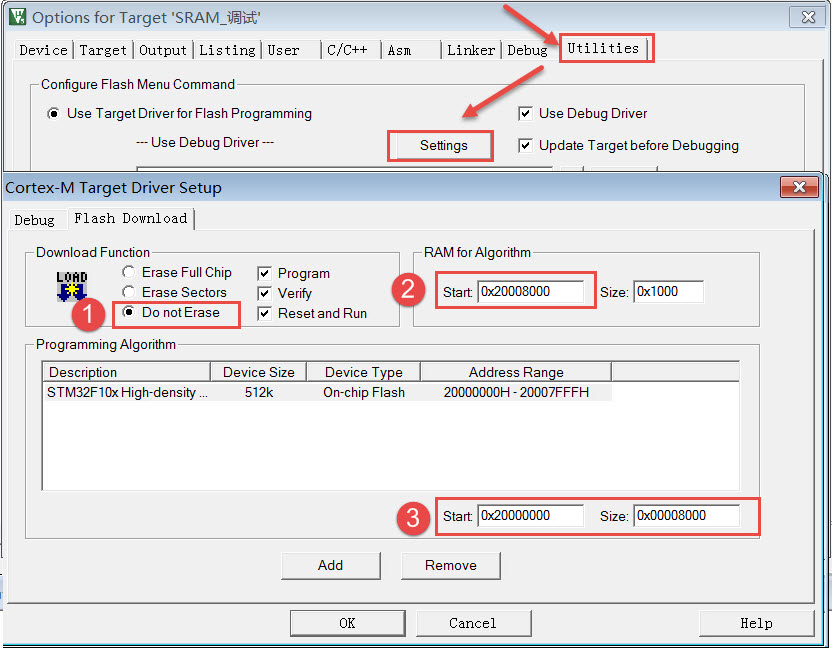 Options for Target 'SRAM_调试'
Device Target Output Listing User C/C++ Asm Linker Debug Utilities
Configure Flash Menu Command
Use Target Driver for Flash Programming
Use Debug Driver
--- Use Debug Driver ---
Settings
Update Target before Debugging
Cortex-M Target Driver Setup
Debug Flash Download
Download Function
LOAD
Erase Full Chip
Erase Sectors
Do not Erase
Program
Verify
Reset and Run
1
RAM for Algorithm
2
Start: 0x20008000 Size: 0x1000
Programming Algorithm
Description Device Size Device Type Address Range
STM32F10x High-density ... 512k On-chip Flash 20000000H - 20007FFFH
3
Start: 0x20000000 Size: 0x00008000
Add Remove
OK Cancel Help